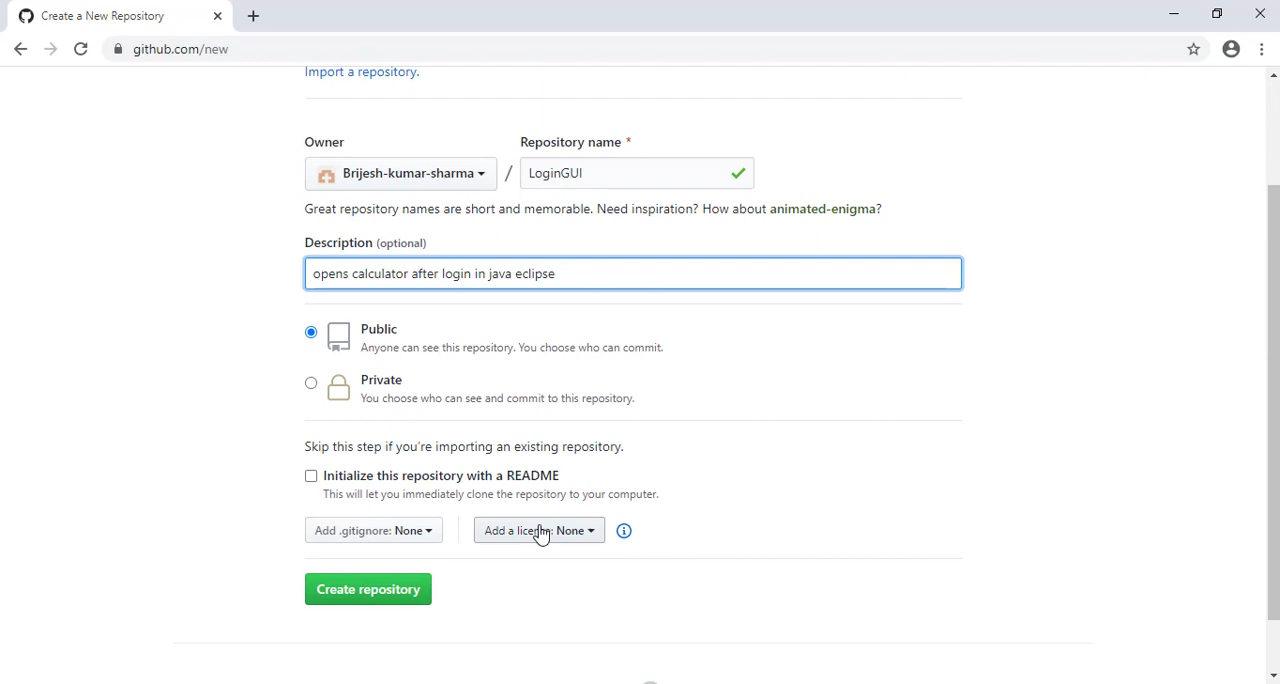 Create a New Repository
github.com/new
Import a repository.
Owner
Repository name *
Brijesh-kumar-sharma
/
LoginGUI
Great repository names are short and memorable. Need inspiration? How about animated-enigma?
Description (optional)
opens calculator after login in java eclipse
Public
Anyone can see this repository. You choose who can commit.
Private
You choose who can see and commit to this repository.
Skip this step if you're importing an existing repository.
Initialize this repository with a README
This will let you immediately clone the repository to your computer.
Add .gitignore: None
Add a license: None
Create repository